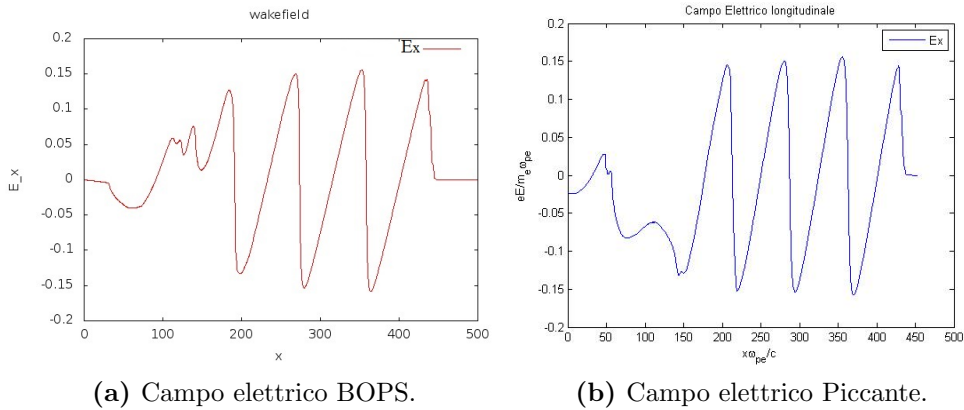 wakefield
Ex
0.2
0.15
0.1
0.05
0
-0.05
-0.1
-0.15
-0.2
E_x
0 100 200 300 400 500
x
Campo Elettrico longitudinale
Ex
0.2
0.15
0.1
0.05
0
-0.05
-0.1
-0.15
-0.2
eE/mₑωₚₑ
0 50 100 150 200 250 300 350 400 450 500
xωₚₑ/c
(a) Campo elettrico BOPS.
(b) Campo elettrico Piccante.